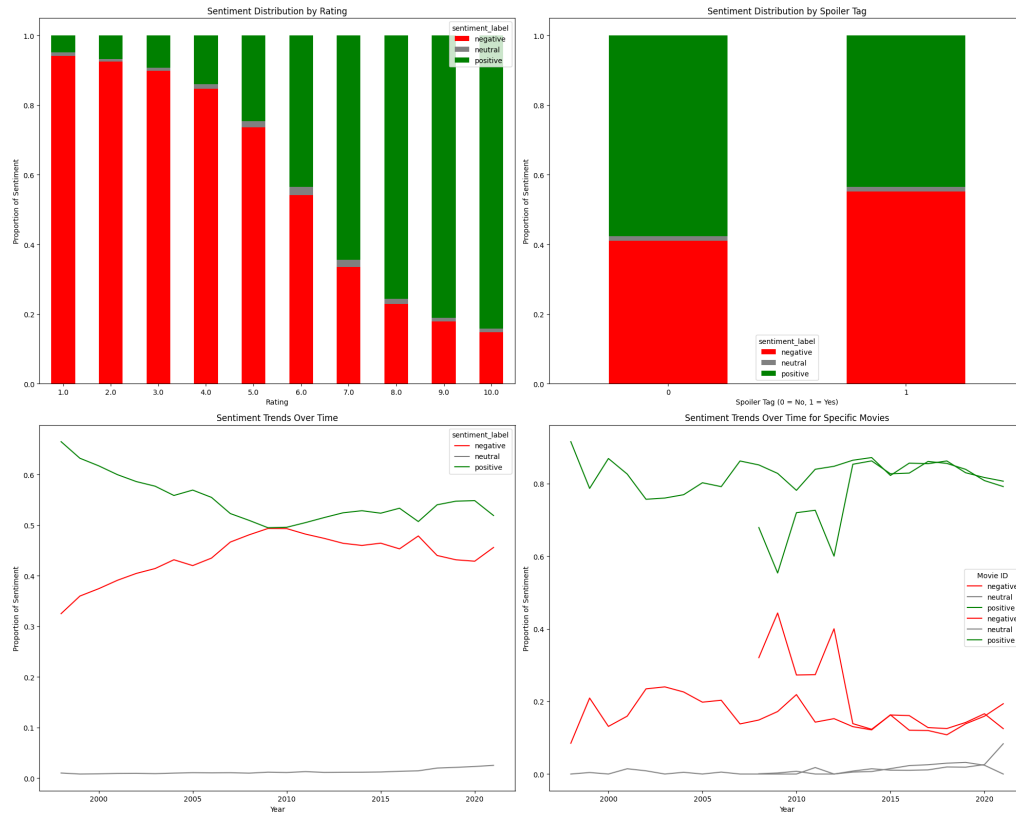 Sentiment Distribution by Rating
Proportion of Sentiment
1.0
0.8
0.6
0.4
0.2
0.0
sentiment_label
negative
neutral
positive
1.0 2.0 3.0 4.0 5.0 6.0 7.0 8.0 9.0 10.0
Rating
Sentiment Distribution by Spoiler Tag
Proportion of Sentiment
1.0
0.8
0.6
0.4
0.2
0.0
sentiment_label
negative
neutral
positive
0 1
Spoiler Tag (0 = No, 1 = Yes)
Sentiment Trends Over Time
Proportion of Sentiment
0.6
0.5
0.4
0.3
0.2
0.1
0.0
sentiment_label
negative
neutral
positive
2000 2005 2010 2015 2020
Year
Sentiment Trends Over Time for Specific Movies
Proportion of Sentiment
0.8
0.6
0.4
0.2
0.0
Movie ID
negative
neutral
positive
negative
neutral
positive
2000 2005 2010 2015 2020
Year